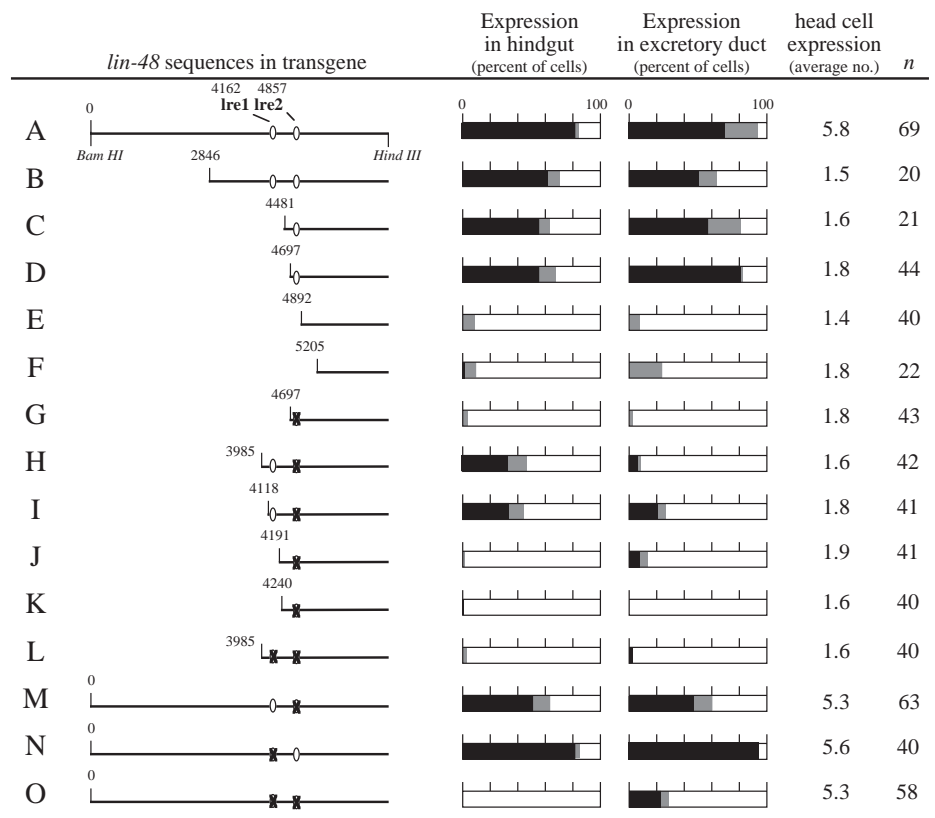 Expression
in hindgut
(percent of cells)
Expression
in excretory duct
(percent of cells)
head cell
expression
(average no.)
n
lin-48 sequences in transgene
4162 4857
lre1 lre2
0 100 0 100
0
A 5.8 69
Bam HI Hind III
2846
B 1.5 20
4481
C 1.6 21
4697
D 1.8 44
4892
E 1.4 40
5205
F 1.8 22
4697
G 1.8 43
3985
H 1.6 42
4118
I 1.8 41
4191
J 1.9 41
4240
K 1.6 40
3985
L 1.6 40
0
M 5.3 63
0
N 5.6 40
0
O 5.3 58